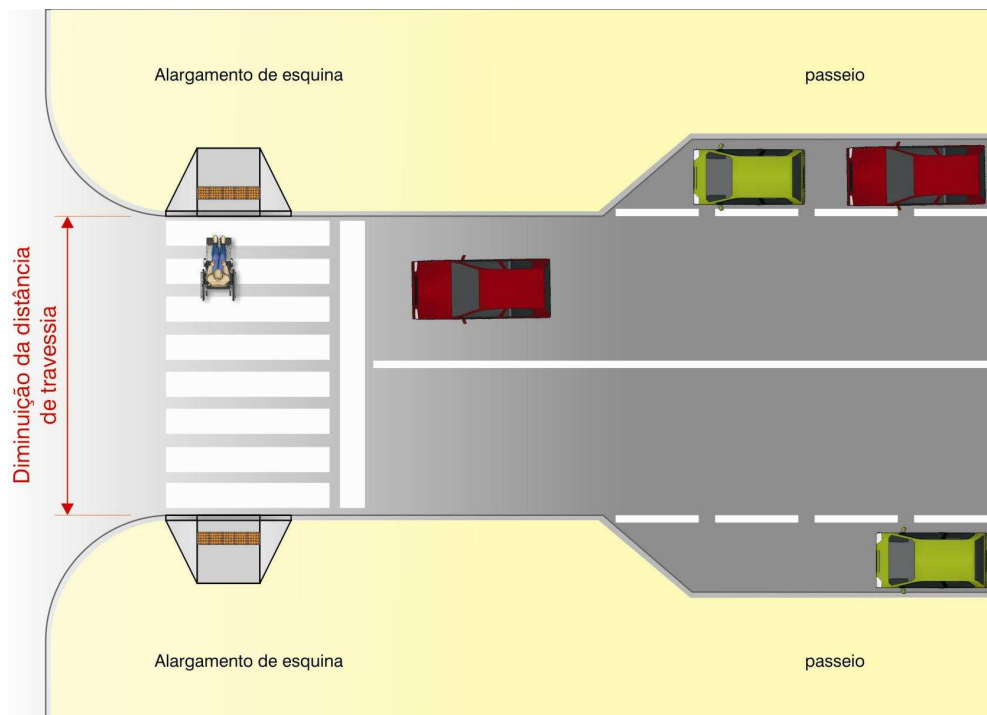 Alargamento de esquina
passeio
Diminuição da distância
de travessia
Alargamento de esquina
passeio